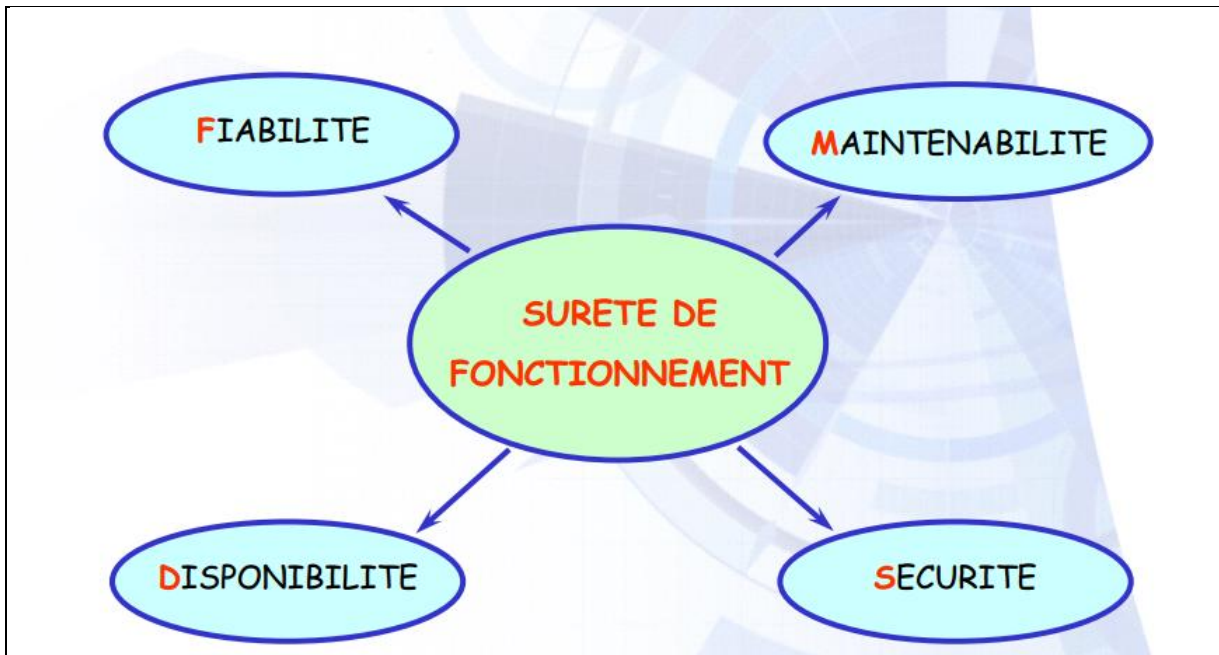 FIABILITE
MAINTENABILITE
SURETE DE
FONCTIONNEMENT
DISPONIBILITE
SECURITE